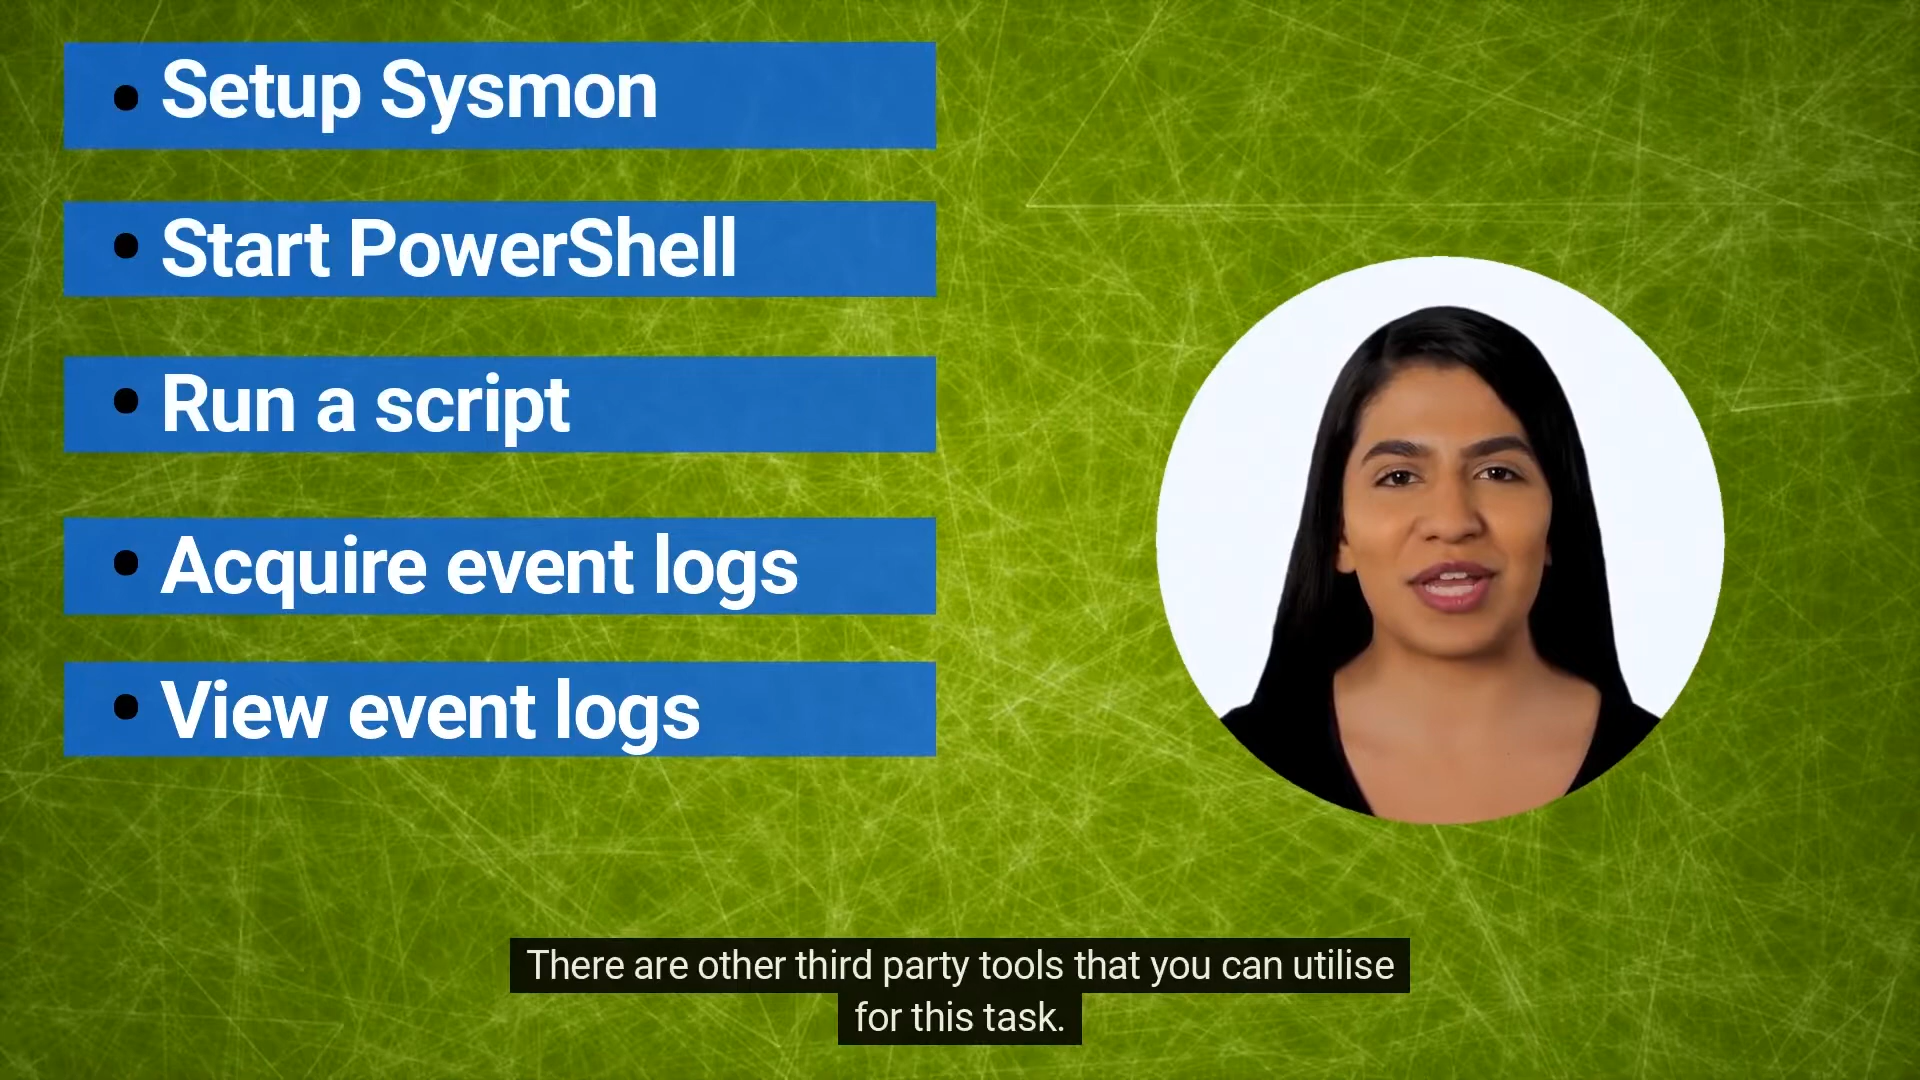 • Setup Sysmon
• Start PowerShell
• Run a script
• Acquire event logs
• View event logs
There are other third party tools that you can utilise
for this task.